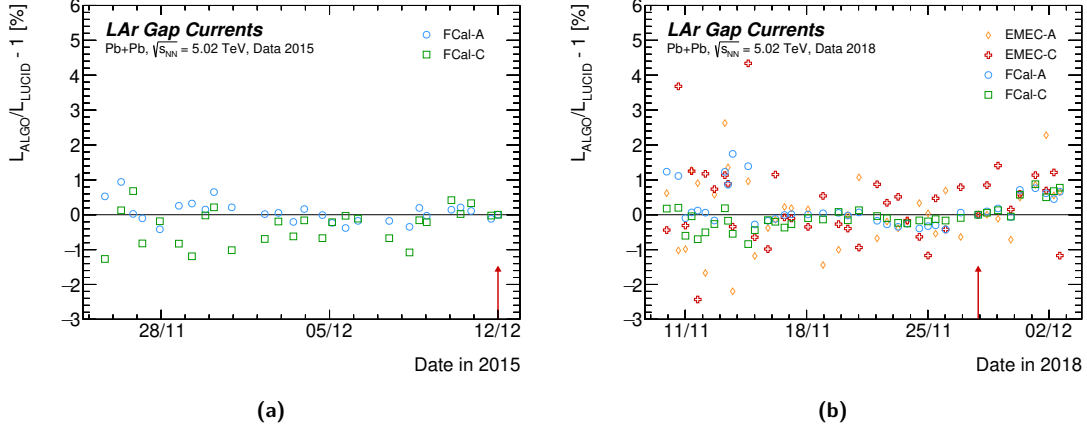 LAr Gap Currents
Pb+Pb, √s_NN = 5.02 TeV, Data 2015
FCal-A
FCal-C
L_ALGO/L_LUCID - 1 [%]
6
5
4
3
2
1
0
−1
−2
−3
28/11 05/12 12/12
Date in 2015
(a)
LAr Gap Currents
Pb+Pb, √s_NN = 5.02 TeV, Data 2018
EMEC-A
EMEC-C
FCal-A
FCal-C
L_ALGO/L_LUCID - 1 [%]
6
5
4
3
2
1
0
−1
−2
−3
11/11 18/11 25/11 02/12
Date in 2018
(b)